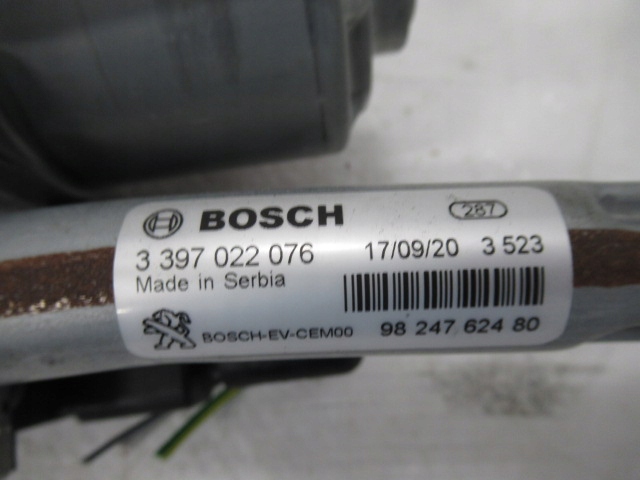 BOSCH 287
3 397 022 076 17/09/20 3 523
Made in Serbia
BOSCH-EV-CEM00 98 247 624 80